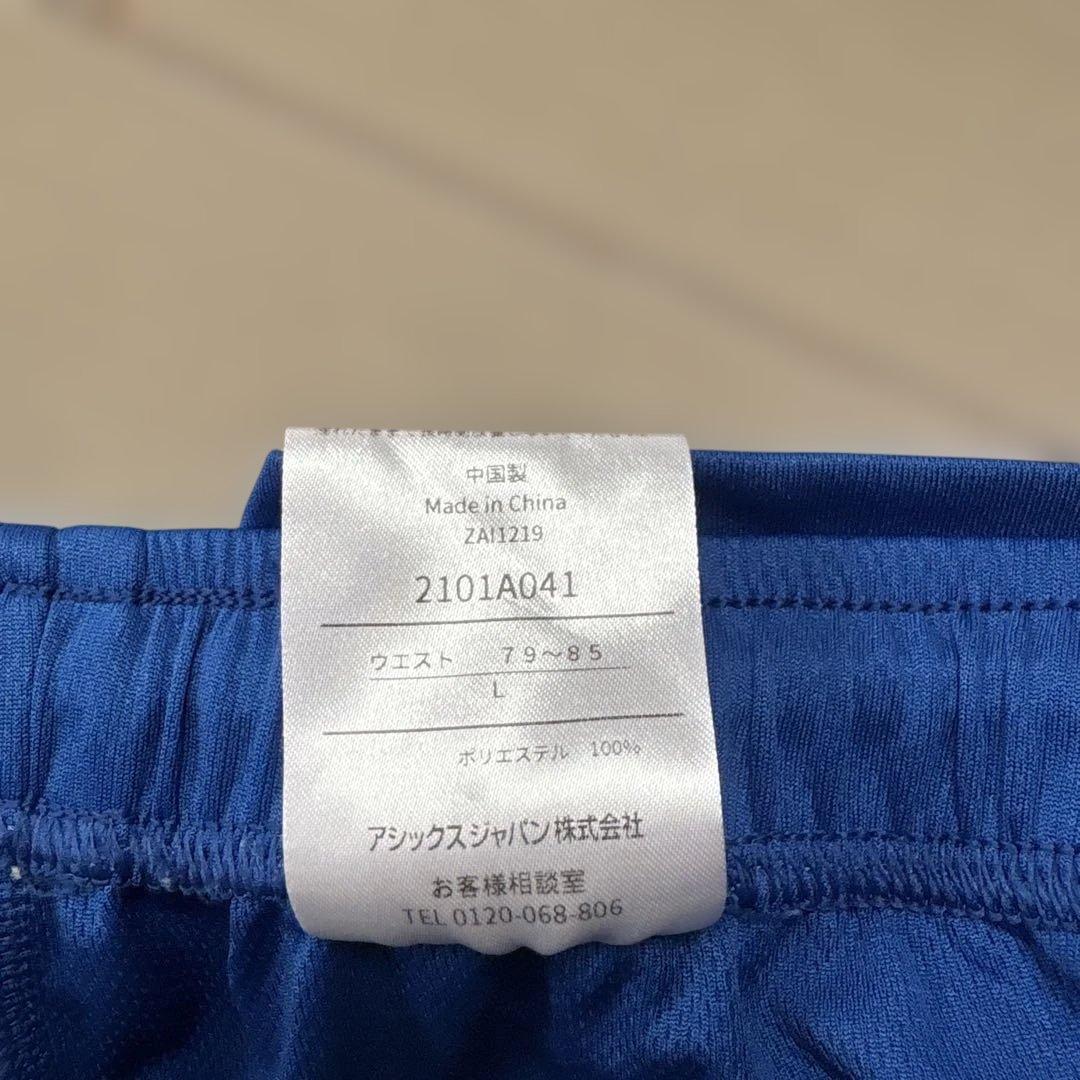 中国製
Made in China
ZAI1219
2101A041
ウエスト 79〜85
L
ポリエステル 100%
アシックスジャパン株式会社
お客様相談室
TEL 0120-068-806